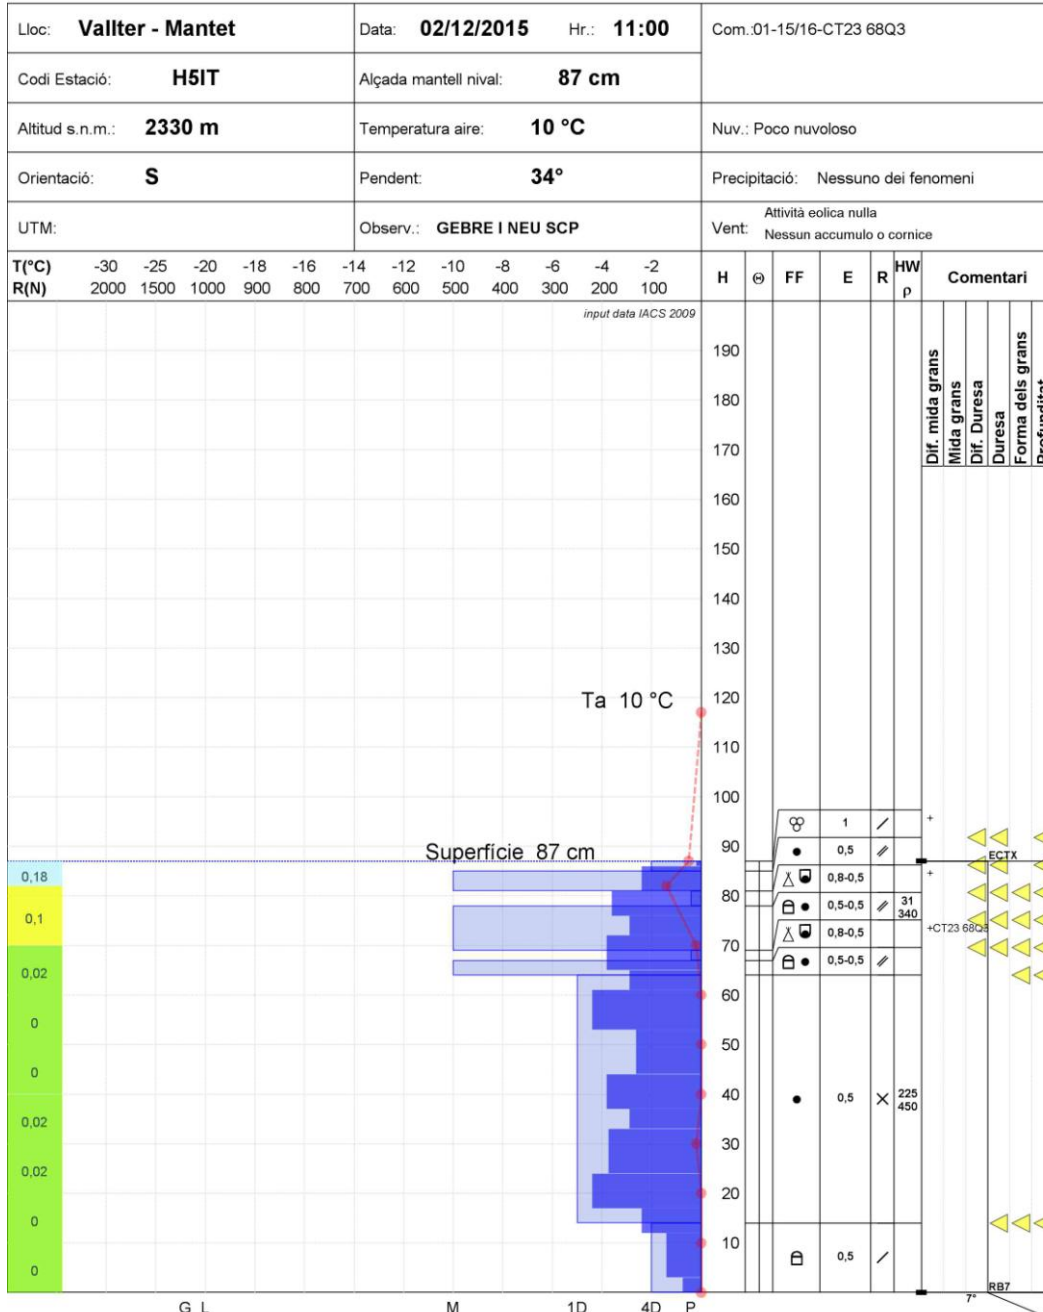 Lloc: Vallter - Mantet Data: 02/12/2015 Hr.: 11:00 Com.:01-15/16-CT23 68Q3
Codi Estació: H5IT Alçada mantell nival: 87 cm
Altitud s.n.m.: 2330 m Temperatura aire: 10 °C Nuv.: Poco nuvoloso
Orientació: S Pendent: 34° Precipitació: Nessuno dei fenomeni
UTM: Observ.: GEBRE I NEU SCP Vent: Attività eolica nulla
Nessun accumulo o cornice
T(°C) -30 -25 -20 -18 -16 -14 -12 -10 -8 -6 -4 -2
R(N) 2000 1500 1000 900 800 700 600 500 400 300 200 100
H Θ FF E R HW ρ Comentari
input data IACS 2009
Dif. mida grans
Mida grans
Dif. Duresa
Duresa
Forma dels grans
190
180
170
160
150
140
130
120
110
100
90
80
70
60
50
40
30
20
10
Ta 10 °C
Superfície 87 cm
1 +
0,5
ECTX
0,8-0,5 +
0,5-0,5 31
340
0,8-0,5 +CT23 68Q3
0,5-0,5
0,5 225
450
0,5
RB7
7°
0,18
0,1
0,02
0
0
0,02
0,02
0
0
G L M 1D 4D P